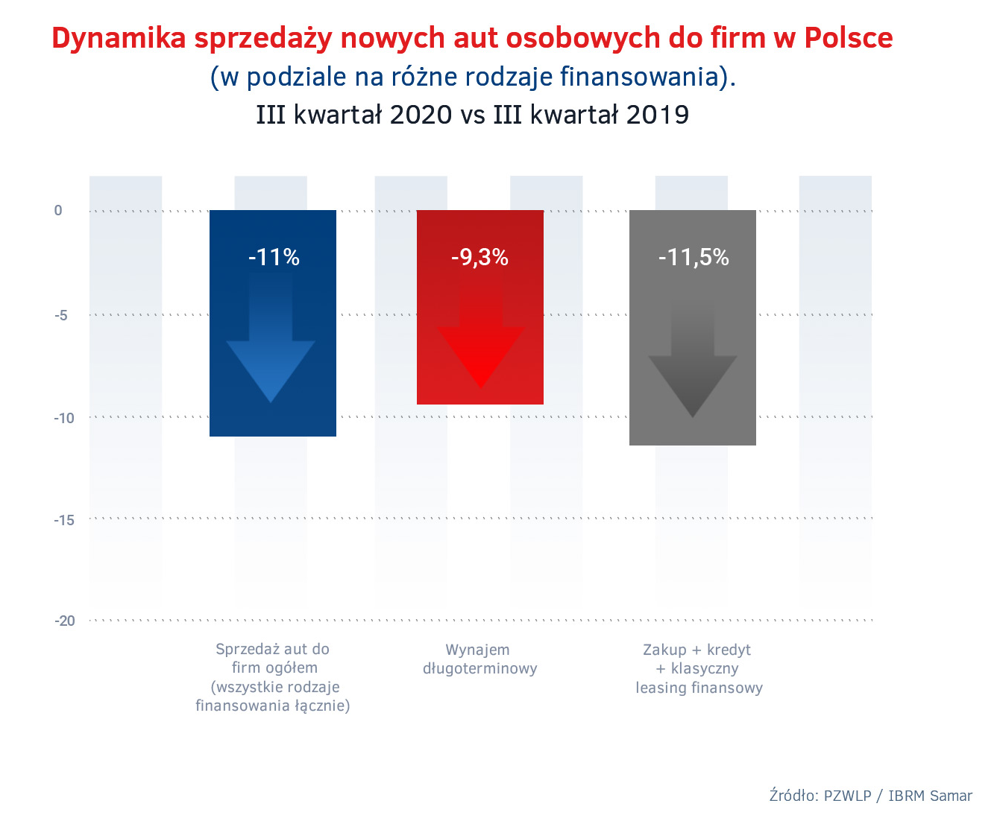 Dynamika sprzedaży nowych aut osobowych do firm w Polsce
(w podziale na różne rodzaje finansowania).
III kwartał 2020 vs III kwartał 2019
0
-5
-10
-15
-20
-11%
-9,3%
-11,5%
Sprzedaż aut do
firm ogółem
(wszystkie rodzaje
finansowania łącznie)
Wynajem
długoterminowy
Zakup + kredyt
+ klasyczny
leasing finansowy
Źródło: PZWLP / IBRM Samar